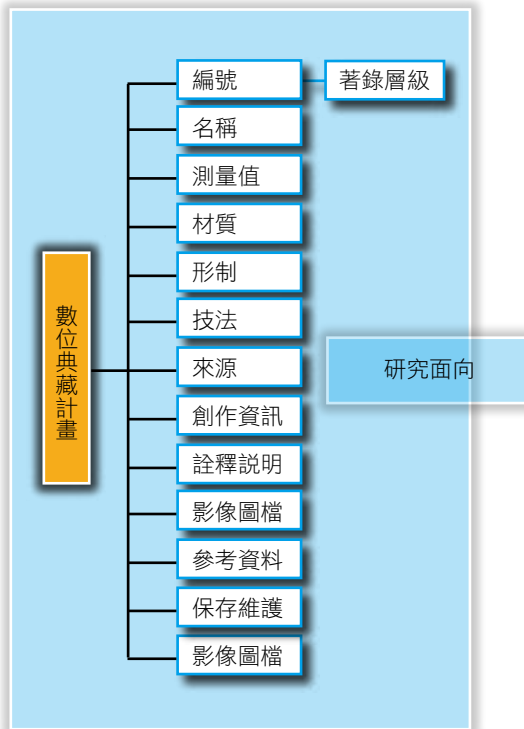 數位典藏計畫
編號
著錄層級
名稱
測量值
材質
形制
技法
來源
研究面向
創作資訊
詮釋説明
影像圖檔
參考資料
保存維護
影像圖檔